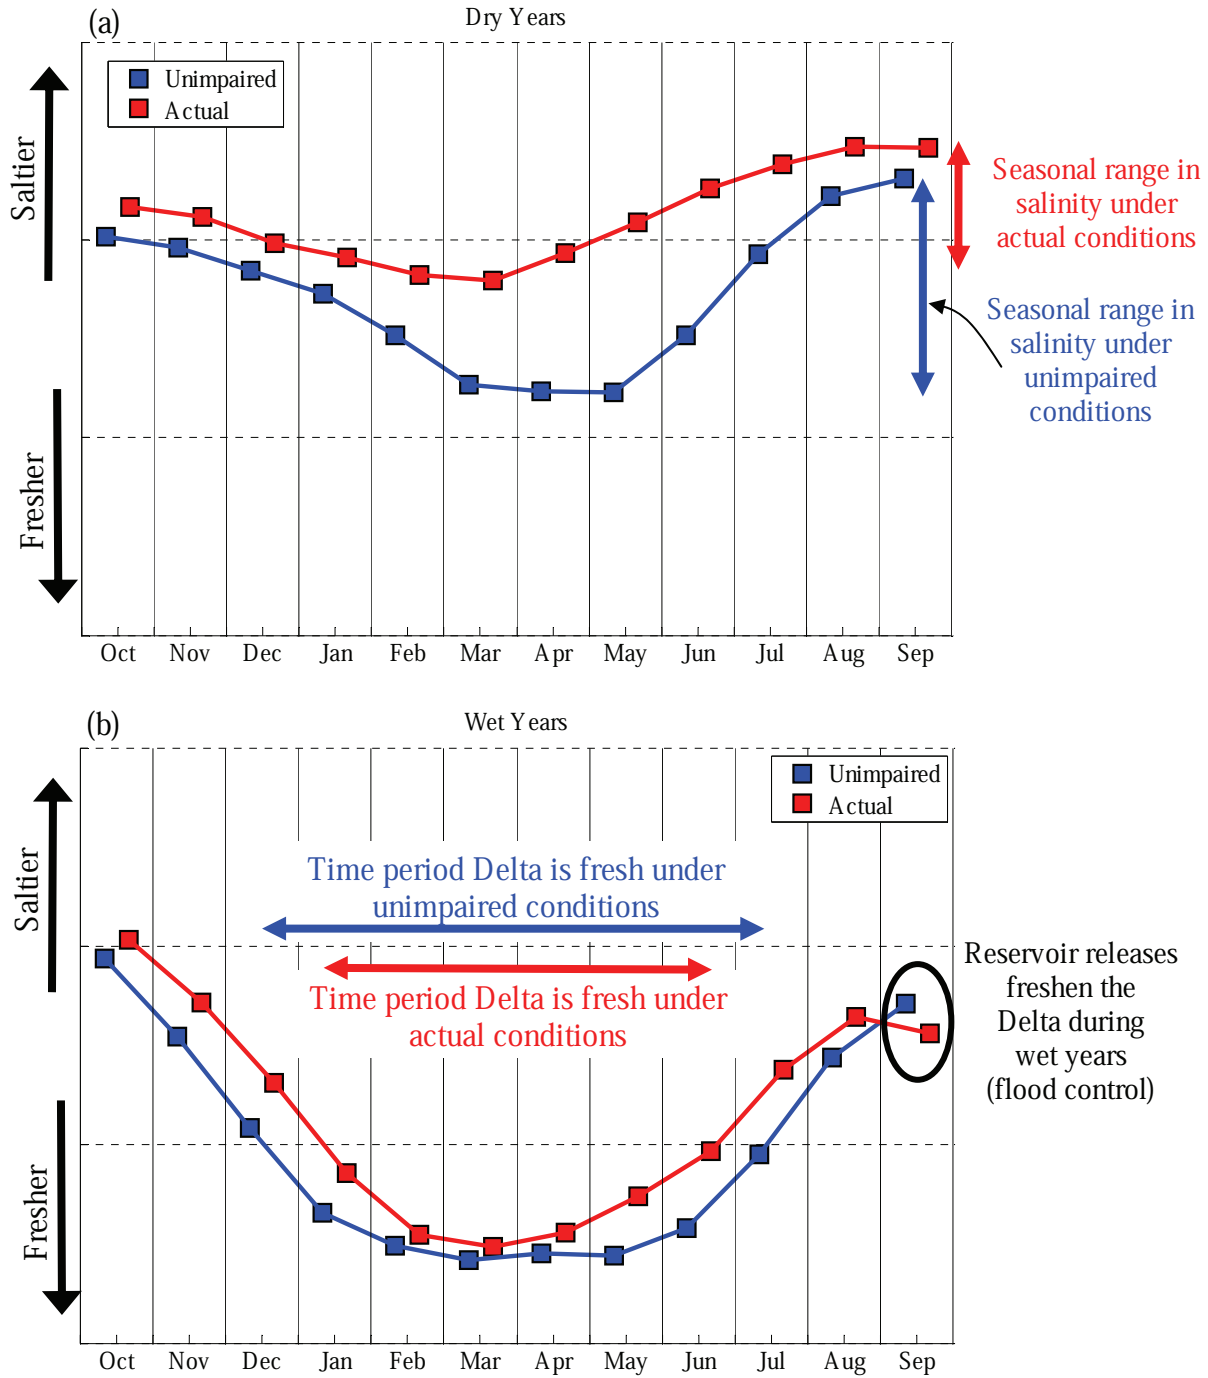 (a)
Dry Years
Unimpaired
Actual
Saltier
Fresher
Seasonal range in
salinity under
actual conditions
Seasonal range in
salinity under
unimpaired
conditions
Oct Nov Dec Jan Feb Mar Apr May Jun Jul Aug Sep
(b)
Wet Years
Unimpaired
Actual
Saltier
Fresher
Time period Delta is fresh under
unimpaired conditions
Time period Delta is fresh under
actual conditions
Reservoir releases
freshen the
Delta during
wet years
(flood control)
Oct Nov Dec Jan Feb Mar Apr May Jun Jul Aug Sep